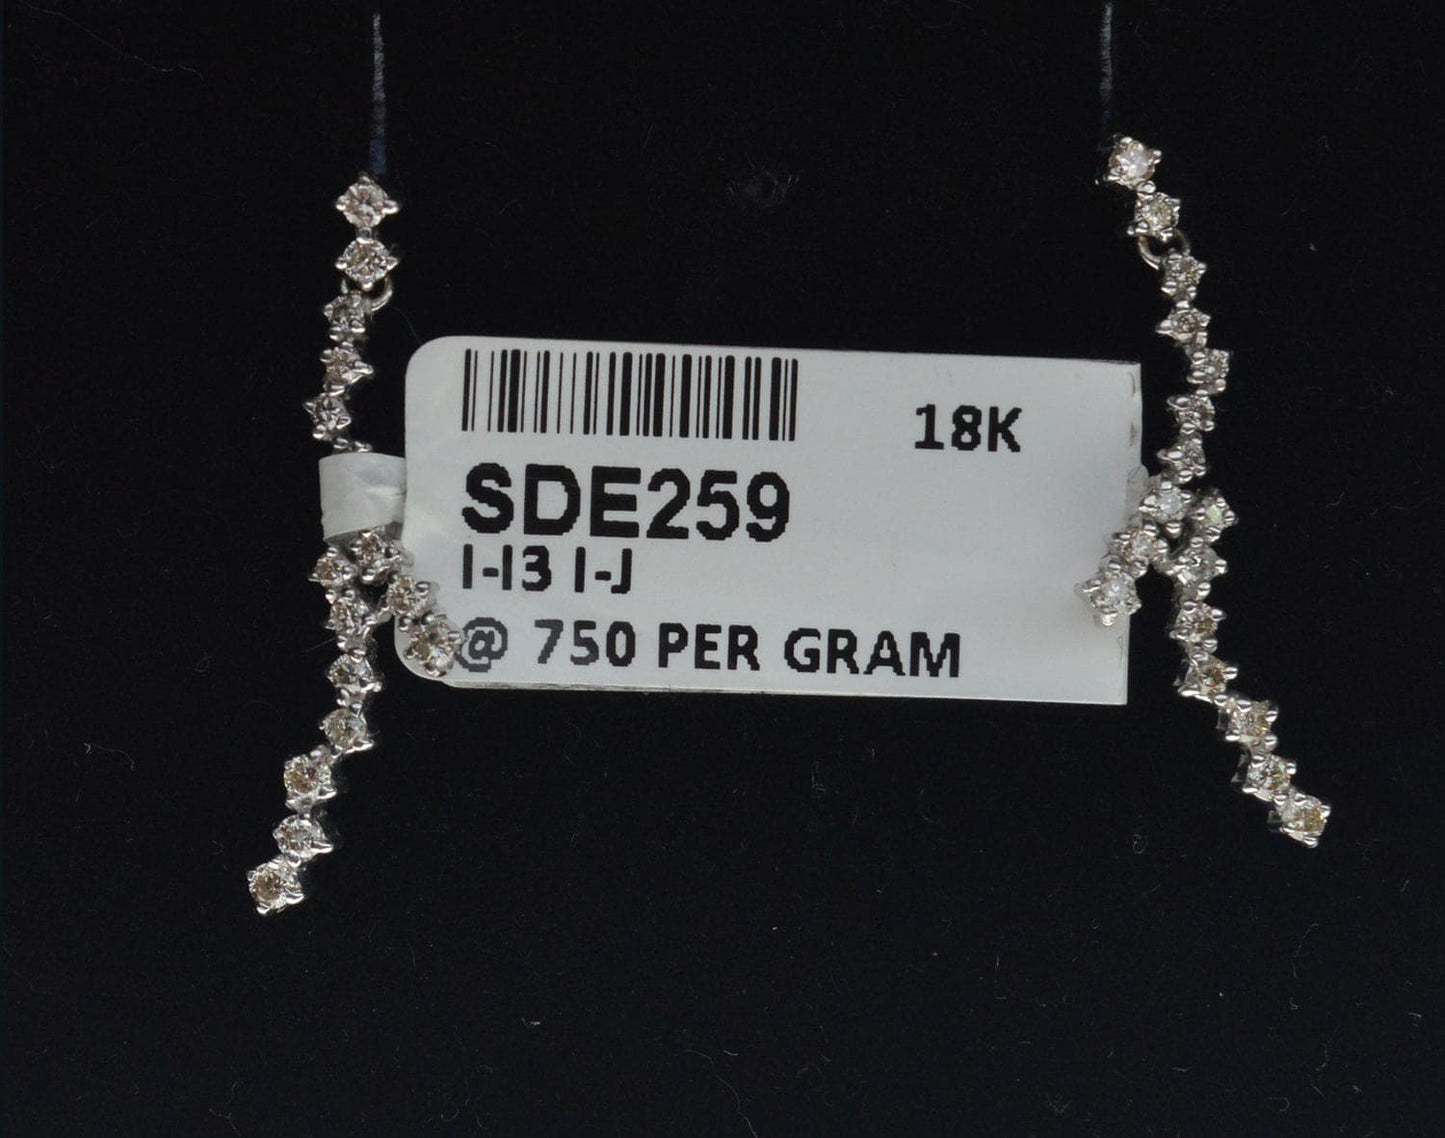 18K
SDE259
I-I3 I-J
@ 750 PER GRAM